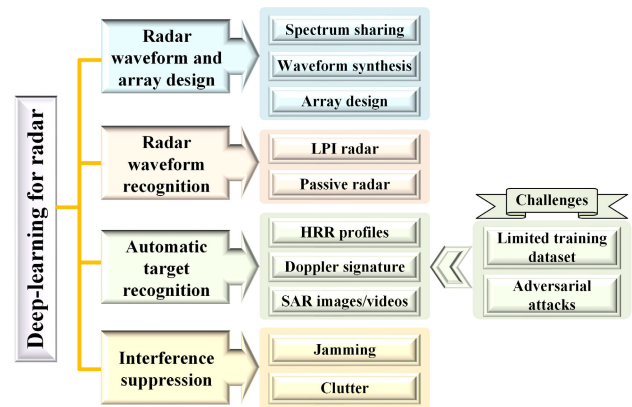 Deep-learning for radar
Radar
waveform and
array design
Spectrum sharing
Waveform synthesis
Array design
Radar
waveform
recognition
LPI radar
Passive radar
Automatic
target
recognition
HRR profiles
Doppler signature
SAR images/videos
Challenges
Limited training
dataset
Adversarial
attacks
Interference
suppression
Jamming
Clutter